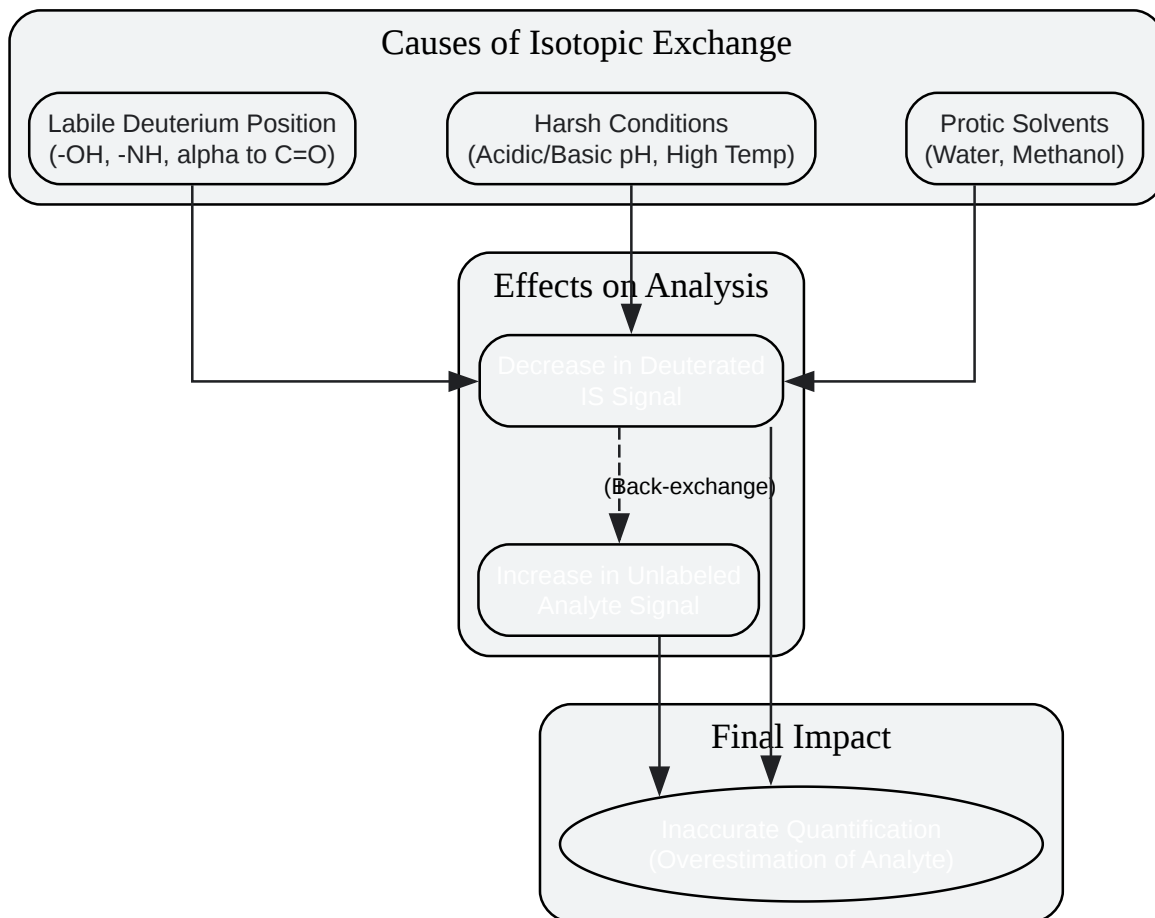 Causes of Isotopic Exchange
Labile Deuterium Position
(-OH, -NH, alpha to C=O)
Harsh Conditions
(Acidic/Basic pH, High Temp)
Protic Solvents
(Water, Methanol)
Effects on Analysis
Decrease in Deuterated
IS Signal
(Back-exchange)
Increase in Unlabeled
Analyte Signal
Final Impact
Inaccurate Quantification
(Overestimation of Analyte)